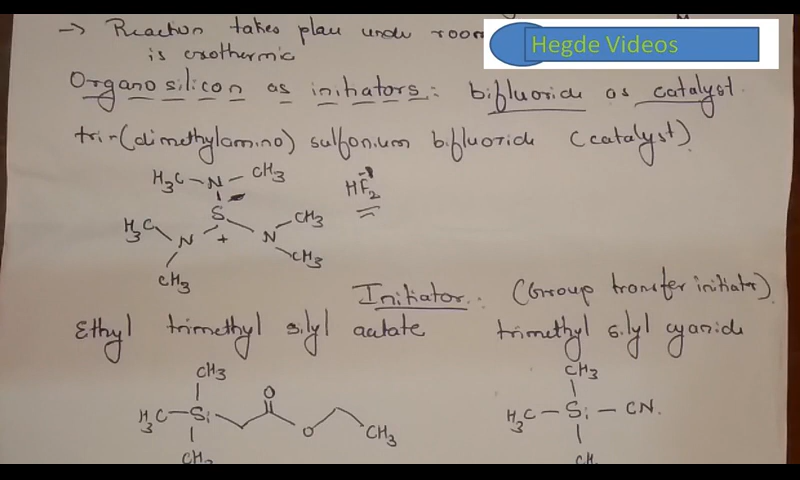 → Reaction takes place under room
is exothermic
Hegde Videos
Organosilicon as initiators: bifluoride as catalyst.
tris-(dimethylamino) sulfonium bifluoride (catalyst).
H3C-N-CH3
HF2-1
S
H3C N + N CH3
CH3 CH3
Initiator: (Group transfer initiator).
Ethyl trimethyl silyl acetate trimethyl silyl cyanide
CH3 CH3
H3C-Si O O CH3 H3C-Si-CN.